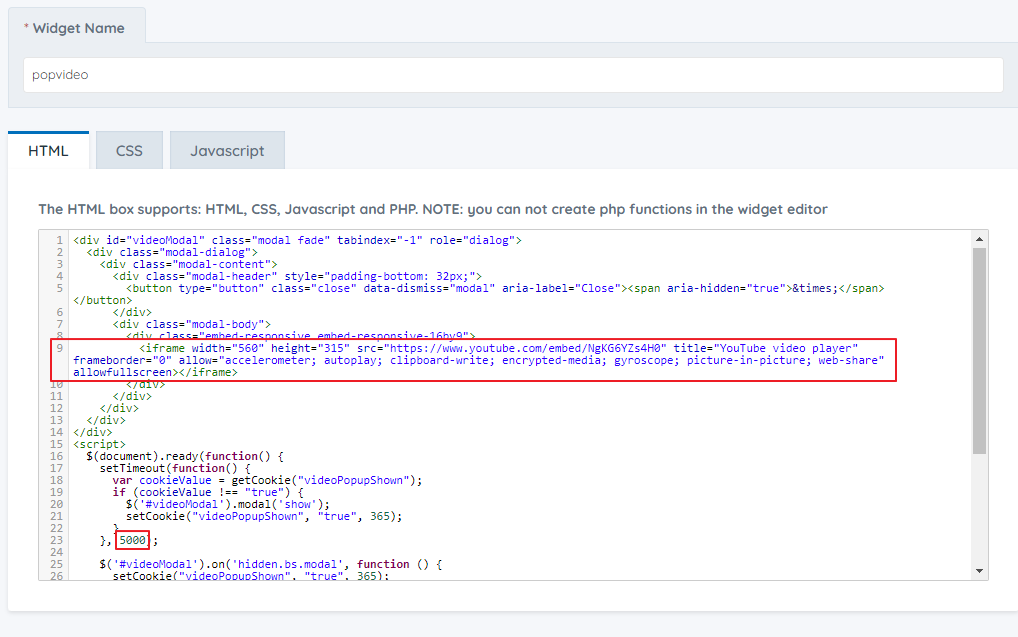 * Widget Name
popvideo
HTML CSS Javascript
The HTML box supports: HTML, CSS, Javascript and PHP. NOTE: you can not create php functions in the widget editor
1 <div id="videoModal" class="modal fade" tabindex="-1" role="dialog">
2 <div class="modal-dialog">
3 <div class="modal-content">
4 <div class="modal-header" style="padding-bottom: 32px;">
5 <button type="button" class="close" data-dismiss="modal" aria-label="Close"><span aria-hidden="true">&times;</span>
</button>
6 </div>
7 <div class="modal-body">
8 <div class="embed-responsive embed-responsive-16by9">
9 <iframe width="560" height="315" src="https://www.youtube.com/embed/NgKG6YZs4H0" title="YouTube video player"
frameborder="0" allow="accelerometer; autoplay; clipboard-write; encrypted-media; gyroscope; picture-in-picture; web-share"
allowfullscreen></iframe>
10 </div>
11 </div>
12 </div>
13 </div>
14 </div>
15 <script>
16 $(document).ready(function() {
17 setTimeout(function() {
18 var cookieValue = getCookie("videoPopupShown");
19 if (cookieValue !== "true") {
20 $('#videoModal').modal('show');
21 setCookie("videoPopupShown", "true", 365);
22 }
23 }, 5000);
24
25 $('#videoModal').on('hidden.bs.modal', function () {
26 setCookie("videoPopupShown", "true", 365);